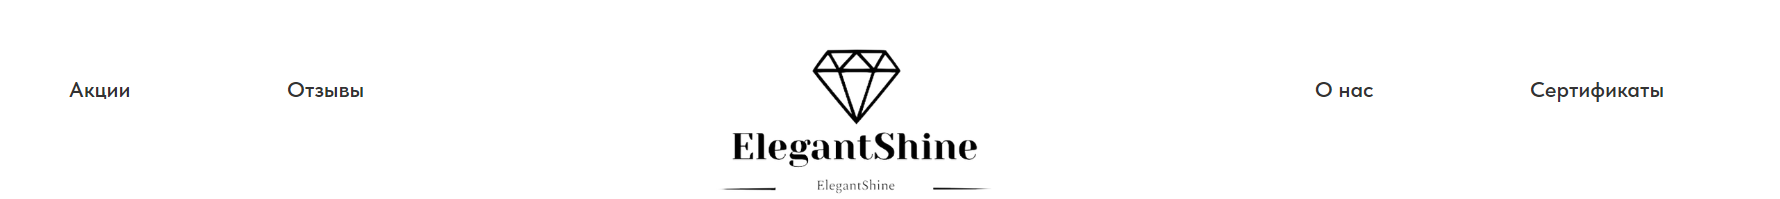 Акции
Отзывы
ElegantShine
ElegantShine
О нас
Сертификаты